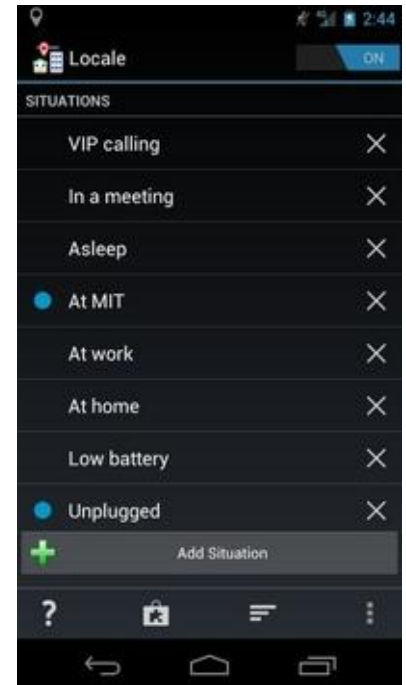 2:44
Locale
ON
SITUATIONS
VIP calling
In a meeting
Asleep
At MIT
At work
At home
Low battery
Unplugged
Add Situation
?